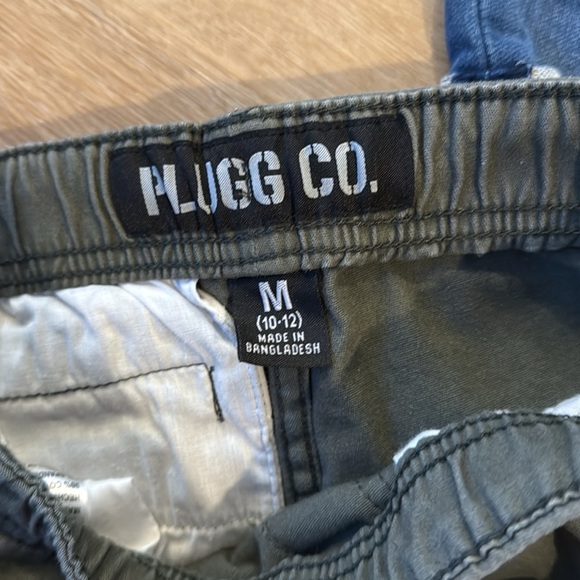 PLUGG CO.
M
(10-12)
MADE IN
BANGLADESH